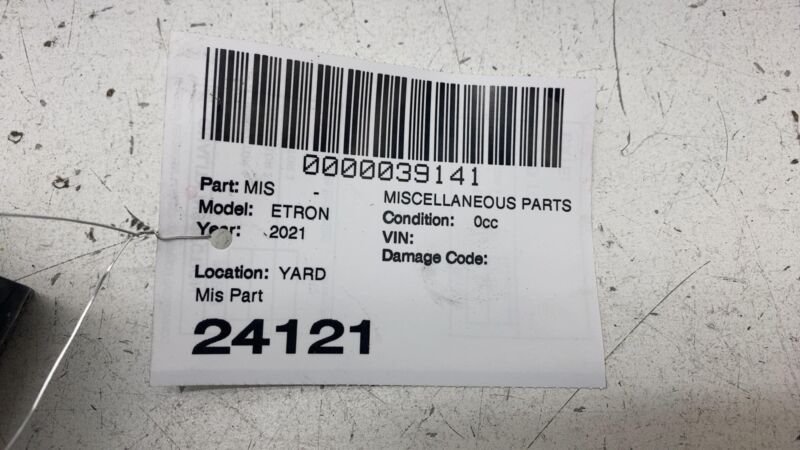 0000039141
Part: MIS -
MISCELLANEOUS PARTS
Model: ETRON
Condition: 0cc
Year: 2021
VIN:
Damage Code:
Location: YARD
Mis Part
24121